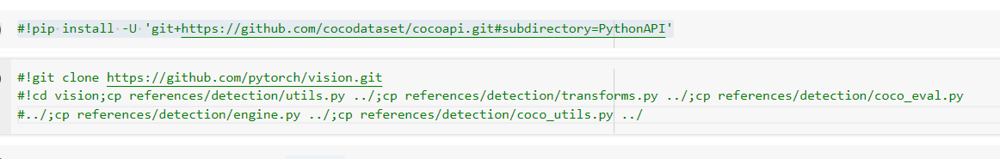 #!pip install -U 'git+https://github.com/cocodataset/cocoapi.git#subdirectory=PythonAPI'
#!git clone https://github.com/pytorch/vision.git
#!cd vision;cp references/detection/utils.py ../;cp references/detection/transforms.py ../;cp references/detection/coco_eval.py
#../;cp references/detection/engine.py ../;cp references/detection/coco_utils.py ../